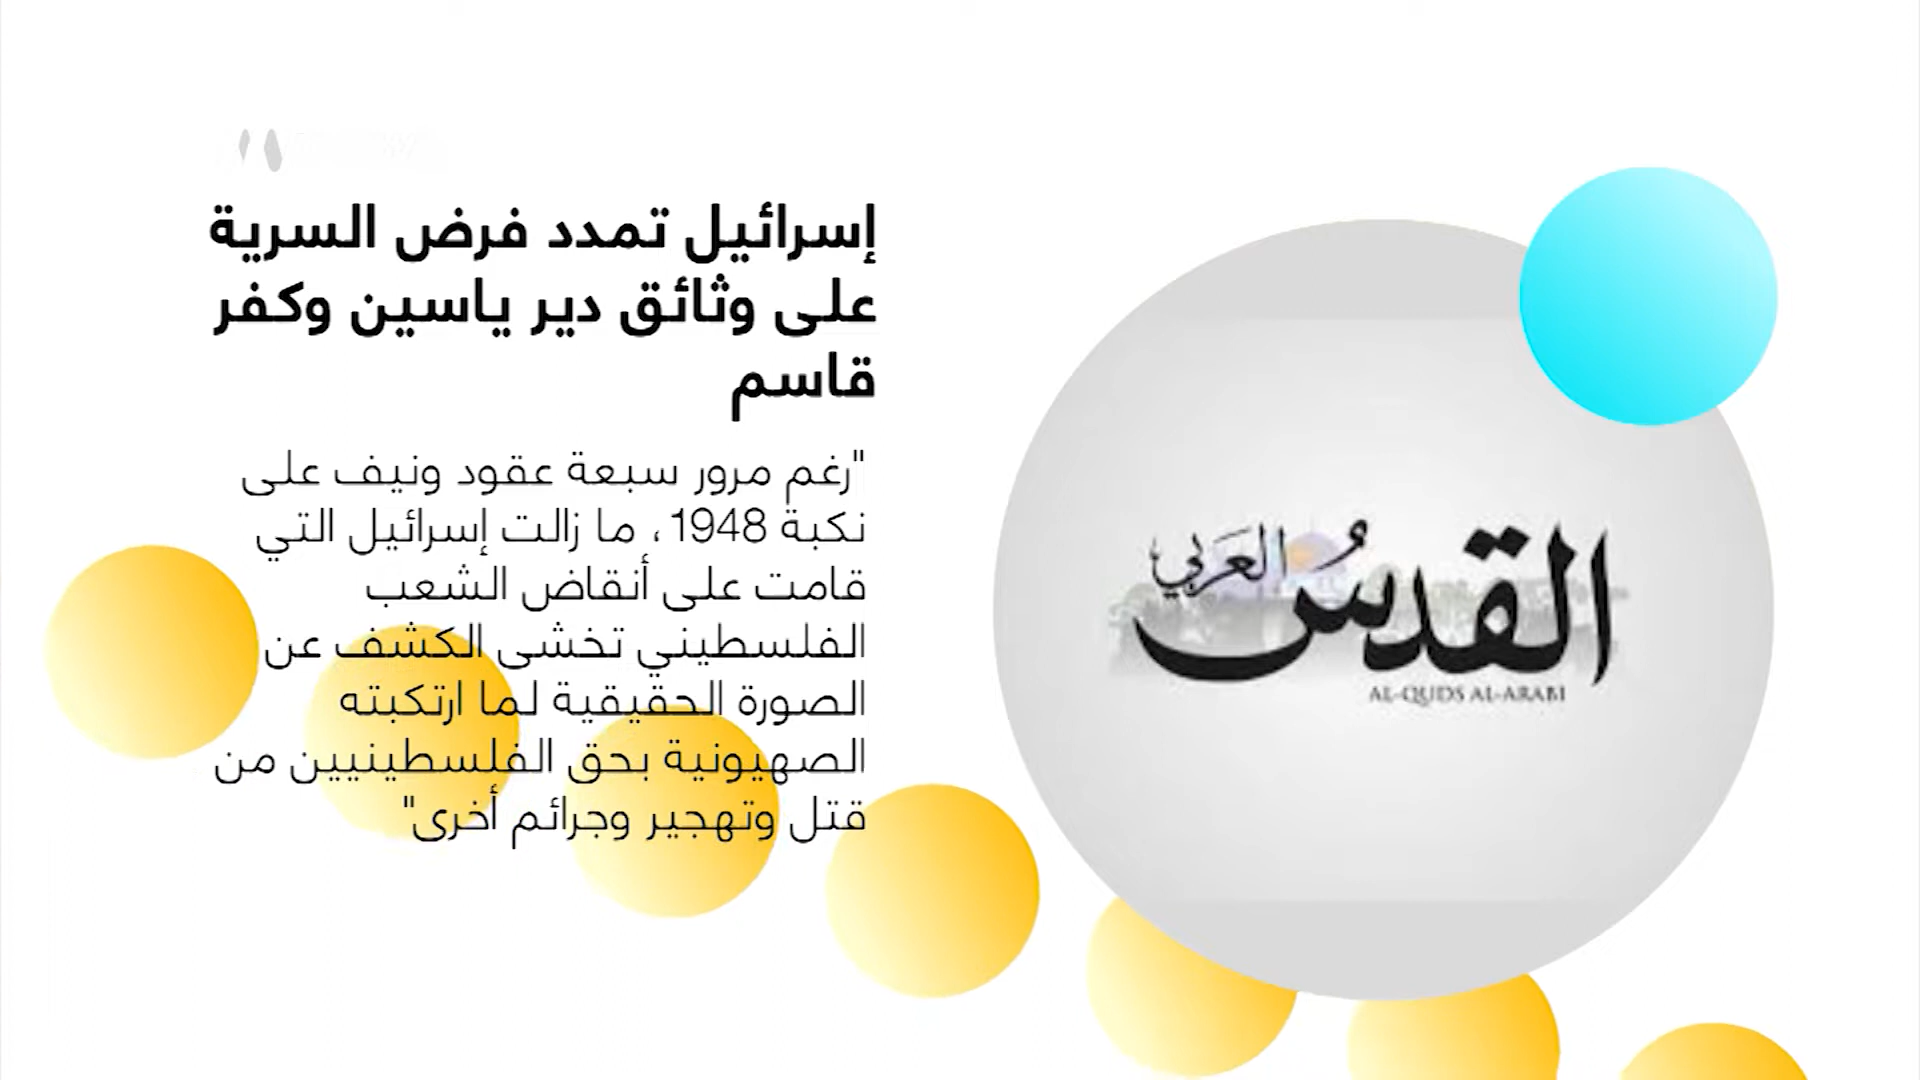 إسرائيل تمدد فرض السرية
على وثائق دير ياسين وكفر
قاسم
"رغم مرور سبعة عقود ونيف على
نكبة 1948، ما زالت إسرائيل التي
قامت على أنقاض الشعب
الفلسطيني تخشى الكشف عن
الصورة الحقيقية لما ارتكبته
الصهيونية بحق الفلسطينيين من
قتل وتهجير وجرائم أخرى"
القدس العربي
AL-QUDS AL-ARABI